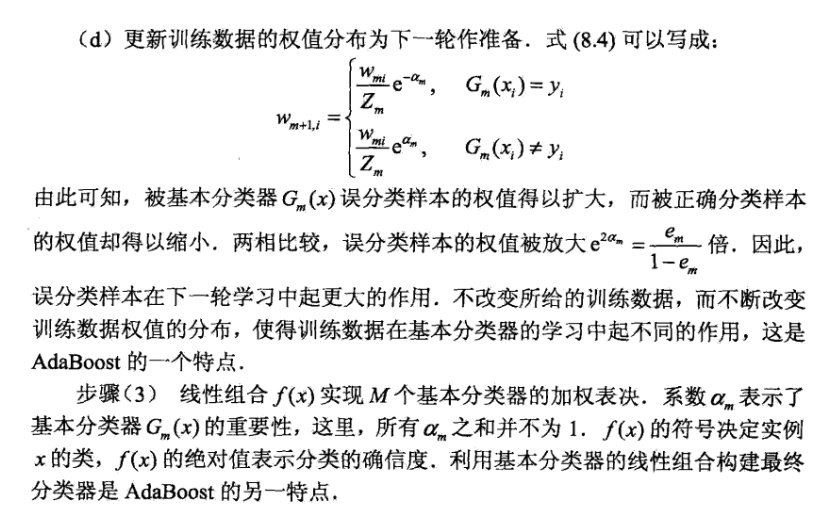 （d）更新训练数据的权值分布为下一轮作准备．式 (8.4) 可以写成：
w_{m+1,i} = { \frac{w_{mi}}{Z_m} e^{-α_m}, G_m(x_i) = y_i
\frac{w_{mi}}{Z_m} e^{α_m}, G_m(x_i) ≠ y_i
由此可知，被基本分类器 G_m(x) 误分类样本的权值得以扩大，而被正确分类样本
的权值却得以缩小．两相比较，误分类样本的权值被放大 e^{2α_m} = \frac{e_m}{1-e_m} 倍．因此，
误分类样本在下一轮学习中起更大的作用．不改变所给的训练数据，而不断改变
训练数据权值的分布，使得训练数据在基本分类器的学习中起不同的作用，这是
AdaBoost 的一个特点．
步骤（3） 线性组合 f(x) 实现 M 个基本分类器的加权表决．系数 α_m 表示了
基本分类器 G_m(x) 的重要性，这里，所有 α_m 之和并不为 1．f(x) 的符号决定实例
x 的类，f(x) 的绝对值表示分类的确信度．利用基本分类器的线性组合构建最终
分类器是 AdaBoost 的另一特点．